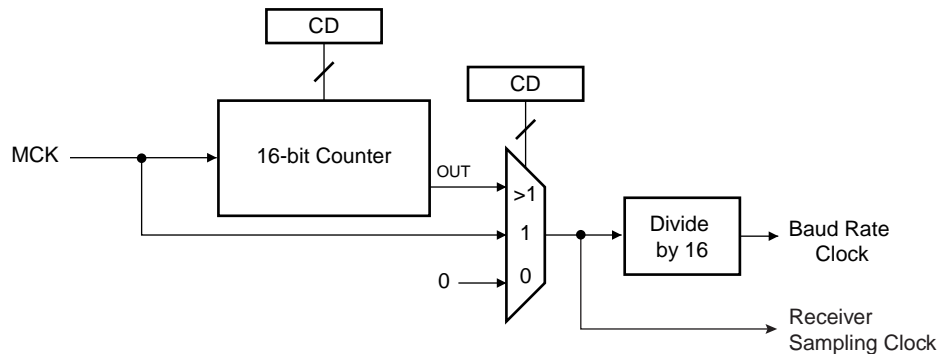 CD
CD
MCK
16-bit Counter
OUT
>1
1
0
0
Divide
by 16
Baud Rate
Clock
Receiver
Sampling Clock